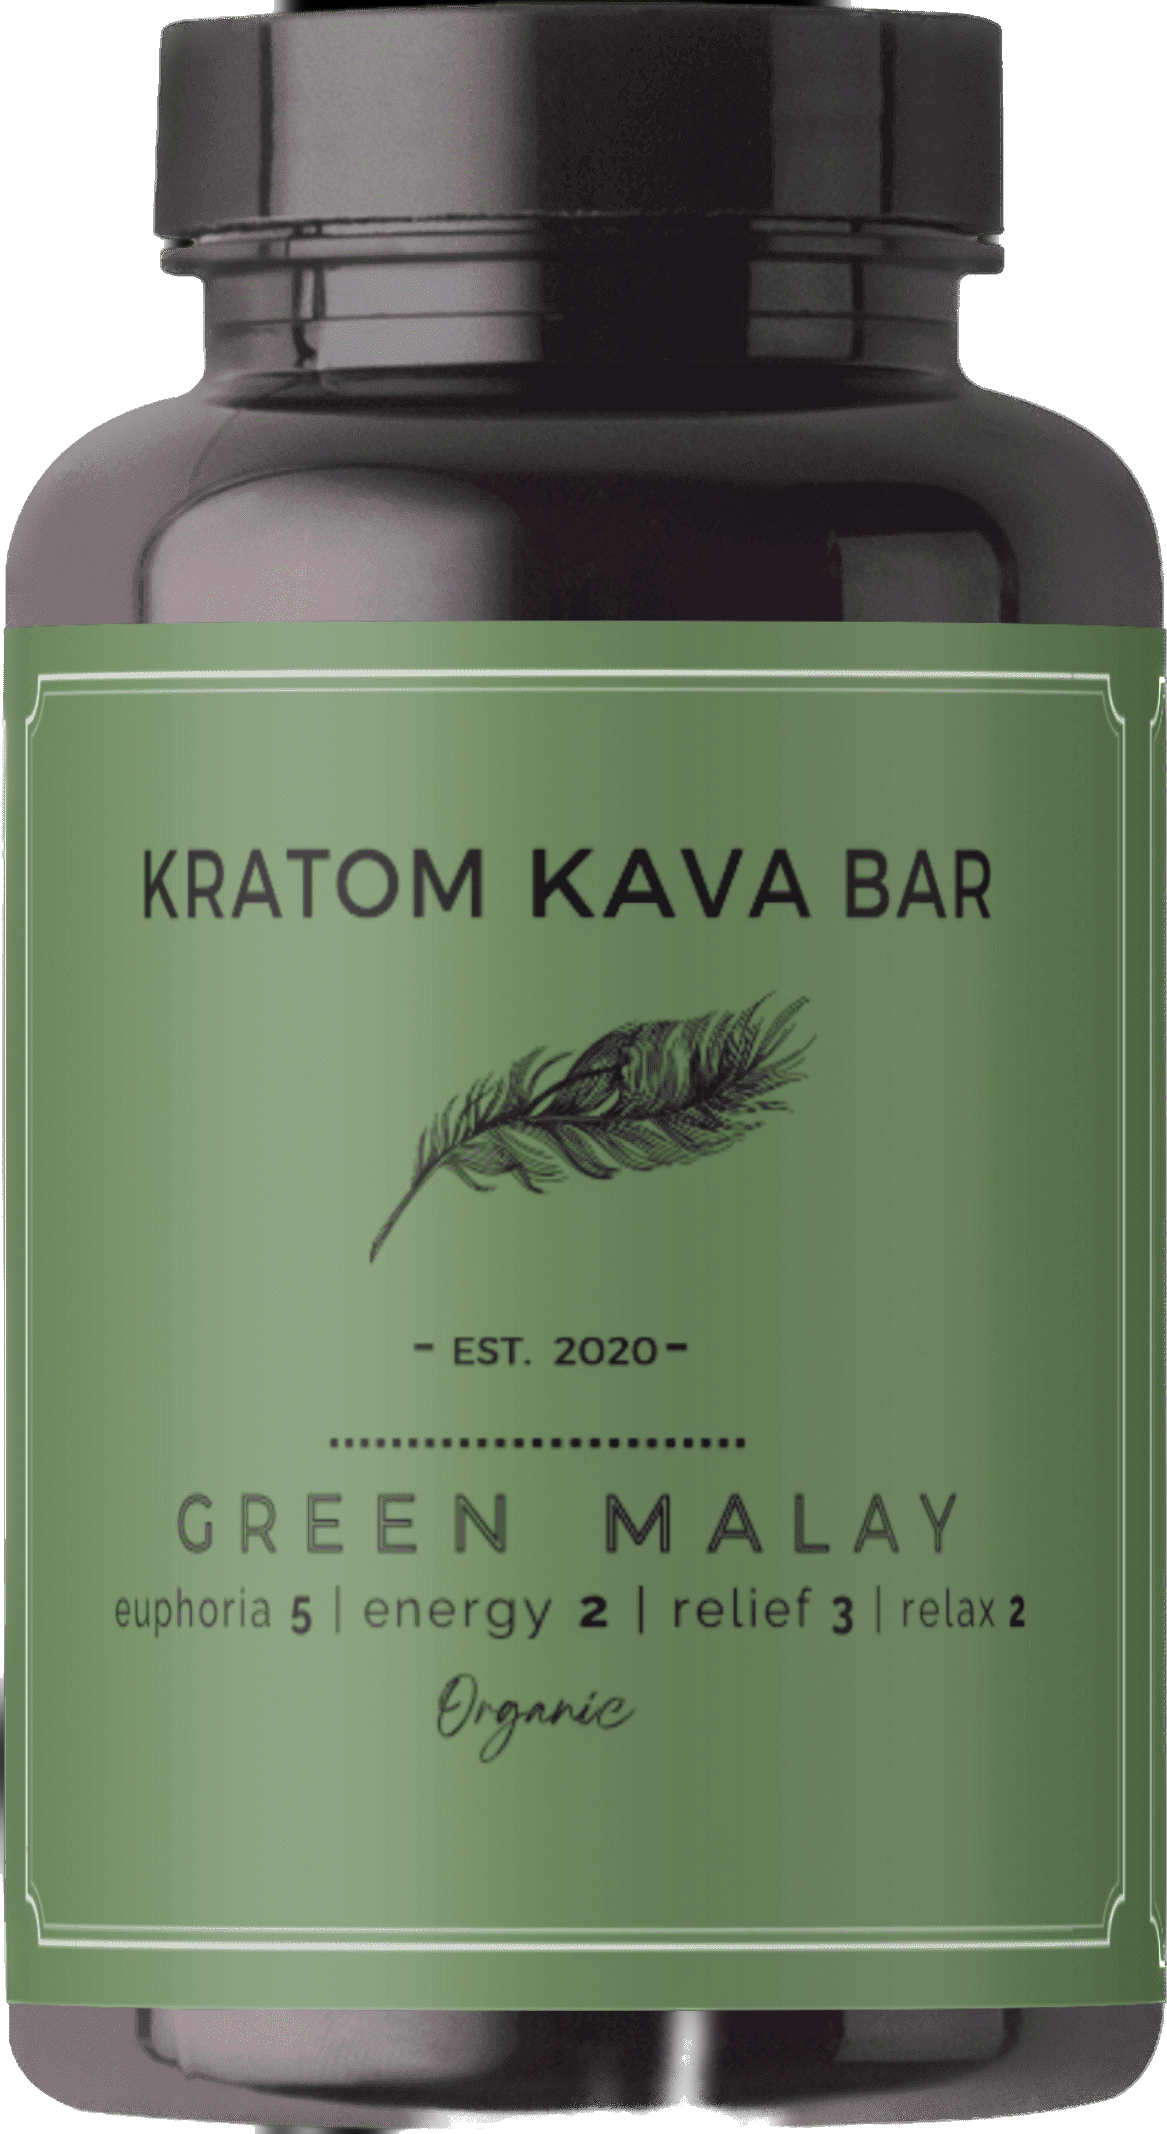 KRATOM KAVA BAR
- EST. 2020 -
GREEN MALAY
euphoria 5 | energy 2 | relief 3 | relax 2
Organic